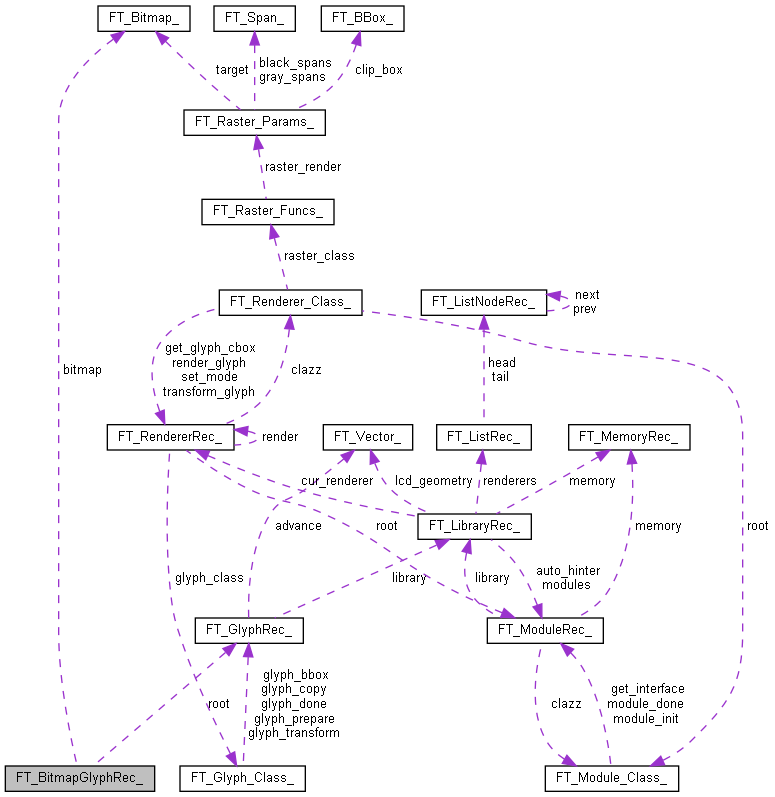 FT_Bitmap_
FT_Span_
FT_BBox_
target
black_spans
gray_spans
clip_box
FT_Raster_Params_
raster_render
FT_Raster_Funcs_
raster_class
FT_Renderer_Class_
FT_ListNodeRec_
next
prev
get_glyph_cbox
render_glyph
set_mode
transform_glyph
clazz
bitmap
head
tail
FT_RendererRec_
render
FT_Vector_
FT_ListRec_
FT_MemoryRec_
cur_renderer
lcd_geometry
renderers
memory
advance
root
FT_LibraryRec_
memory
root
glyph_class
library
library
auto_hinter
modules
FT_GlyphRec_
FT_ModuleRec_
root
glyph_bbox
glyph_copy
glyph_done
glyph_prepare
glyph_transform
clazz
get_interface
module_done
module_init
FT_BitmapGlyphRec_
FT_Glyph_Class_
FT_Module_Class_